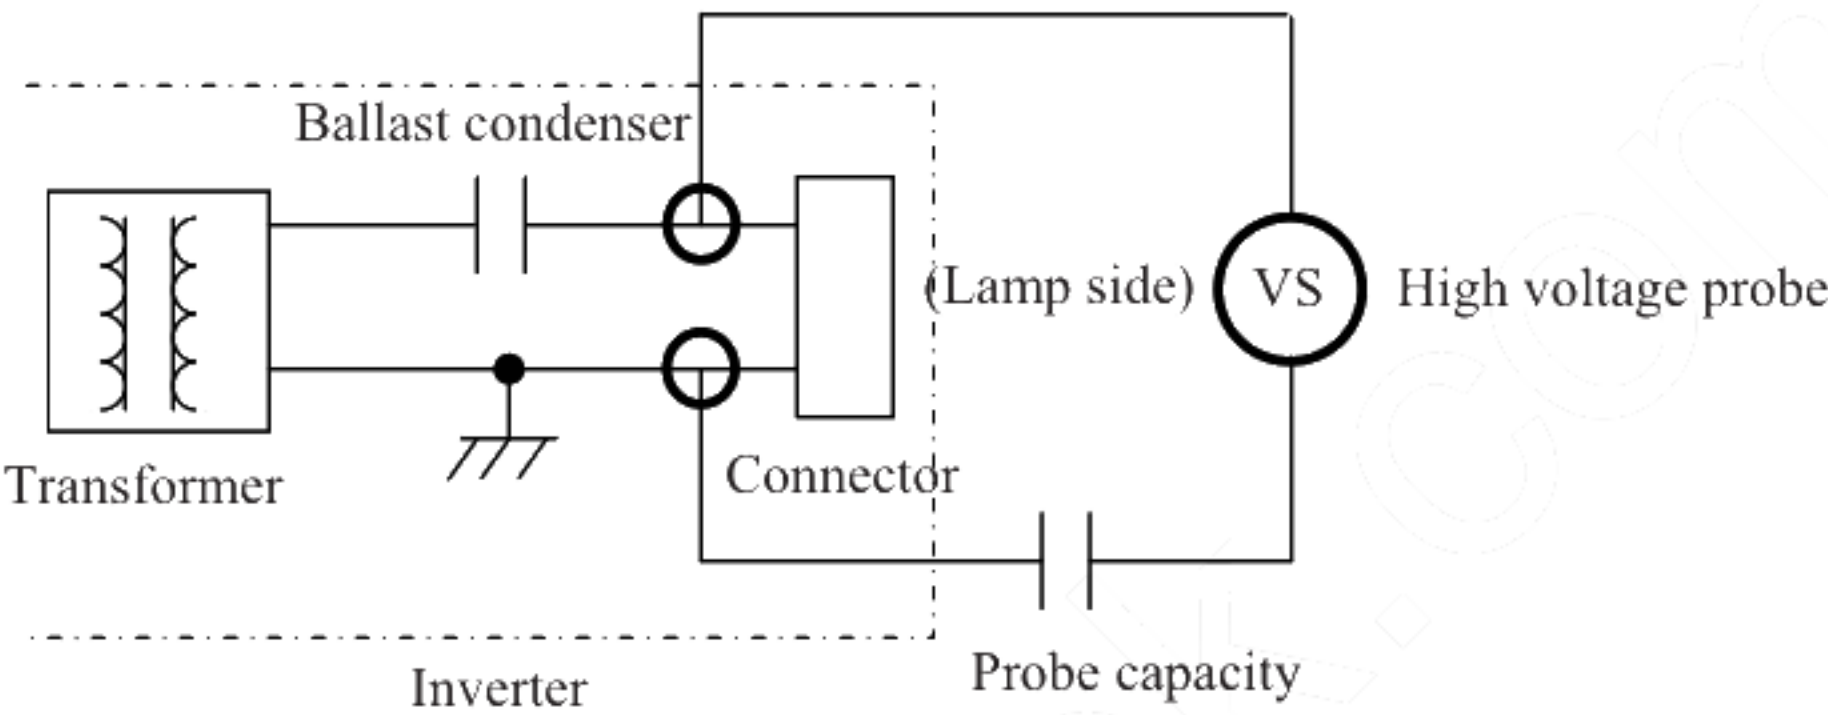 Ballast condenser
(Lamp side)
VS
High voltage probe
Transformer
Connector
Probe capacity
Inverter